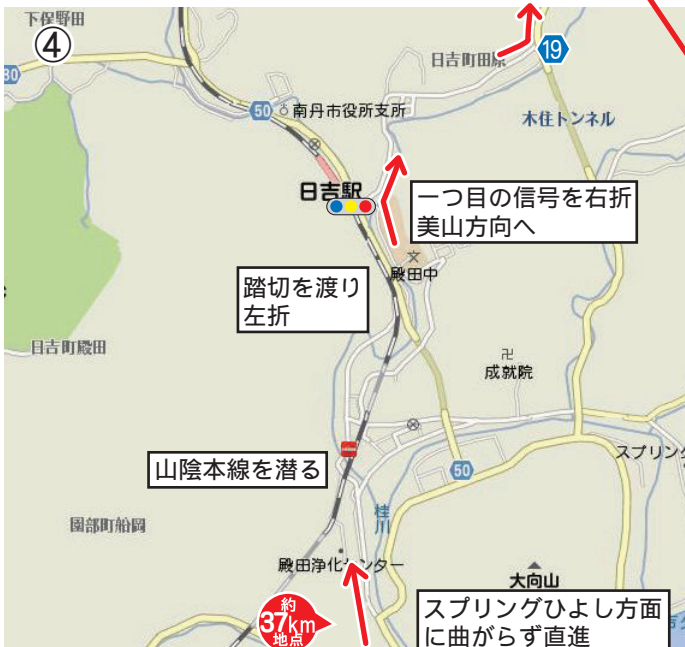 下保野田
④
80
日吉町田原
19
50
南丹市役所支所
木住トンネル
日吉駅
一つ目の信号を右折
美山方向へ
文
殿田中
踏切を渡り
左折
日吉町殿田
卍
成就院
山陰本線を潜る
スプリング
50
園部町船岡
桂川
殿田浄化センター
大向山
約
37km
地点
スプリングひよし方面
に曲がらず直進